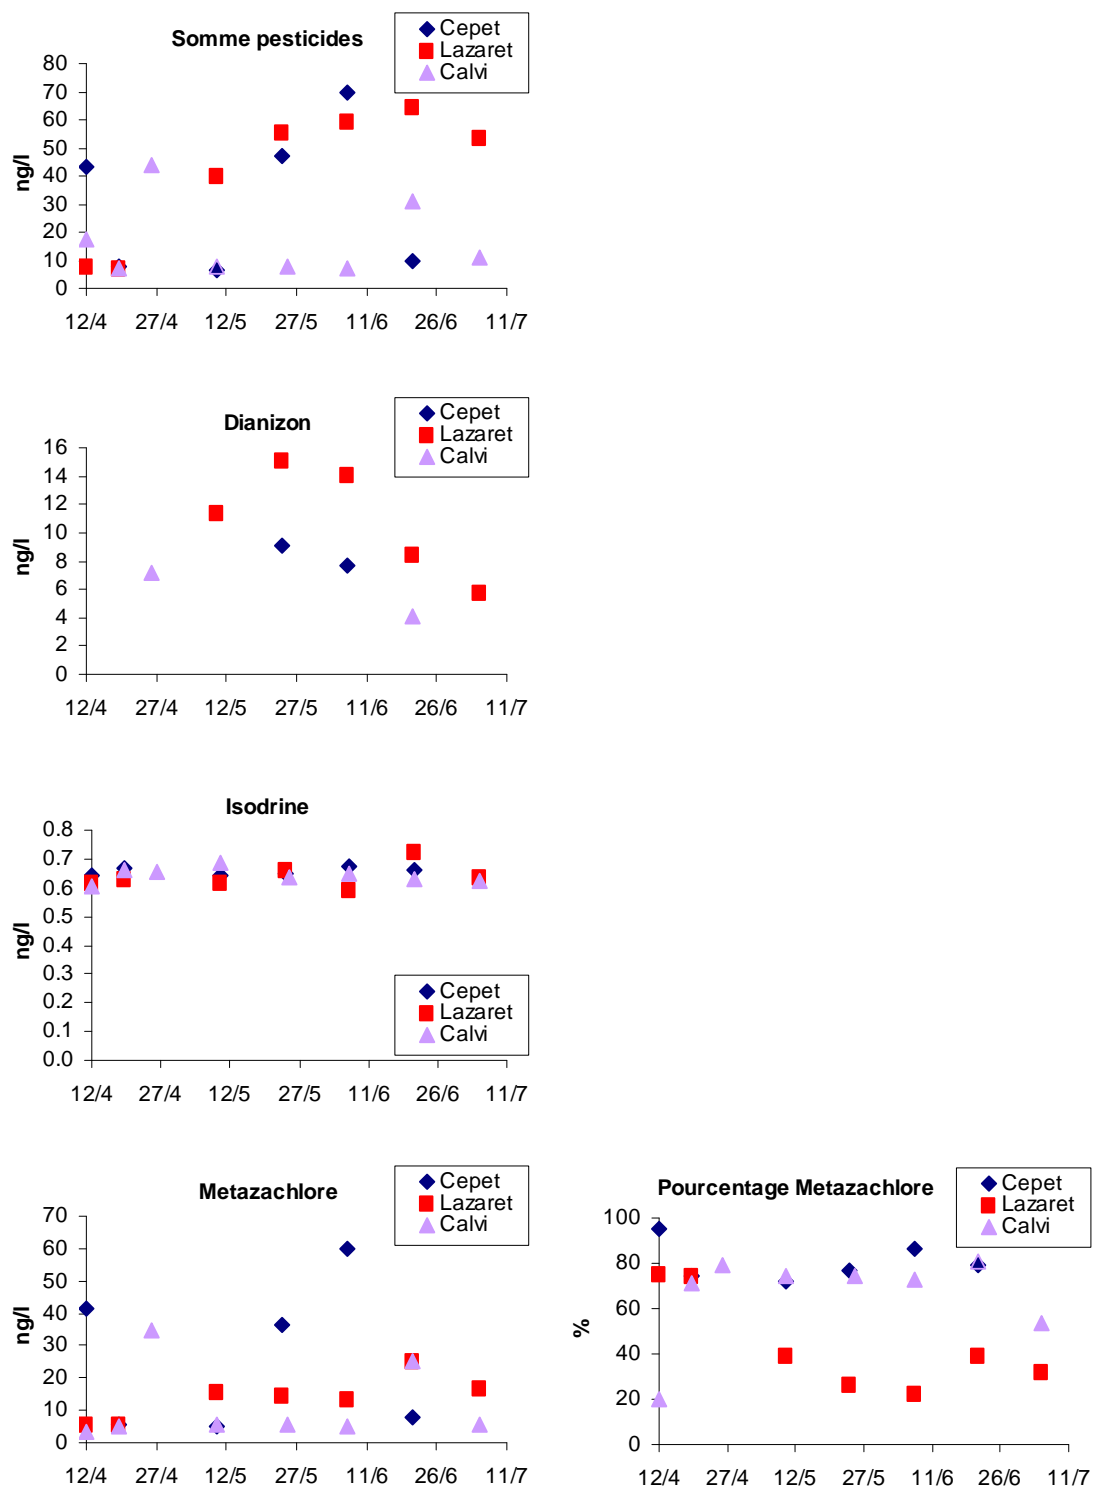 Somme pesticides
Cepet
Lazaret
Calvi
ng/l
80
70
60
50
40
30
20
10
0
12/4 27/4 12/5 27/5 11/6 26/6 11/7
Dianizon
Cepet
Lazaret
Calvi
ng/l
16
14
12
10
8
6
4
2
0
12/4 27/4 12/5 27/5 11/6 26/6 11/7
Isodrine
ng/l
0.8
0.7
0.6
0.5
0.4
0.3
0.2
0.1
0.0
Cepet
Lazaret
Calvi
12/4 27/4 12/5 27/5 11/6 26/6 11/7
Metazachlore
Cepet
Lazaret
Calvi
ng/l
70
60
50
40
30
20
10
0
12/4 27/4 12/5 27/5 11/6 26/6 11/7
Pourcentage Metazachlore
Cepet
Lazaret
Calvi
%
100
80
60
40
20
0
12/4 27/4 12/5 27/5 11/6 26/6 11/7